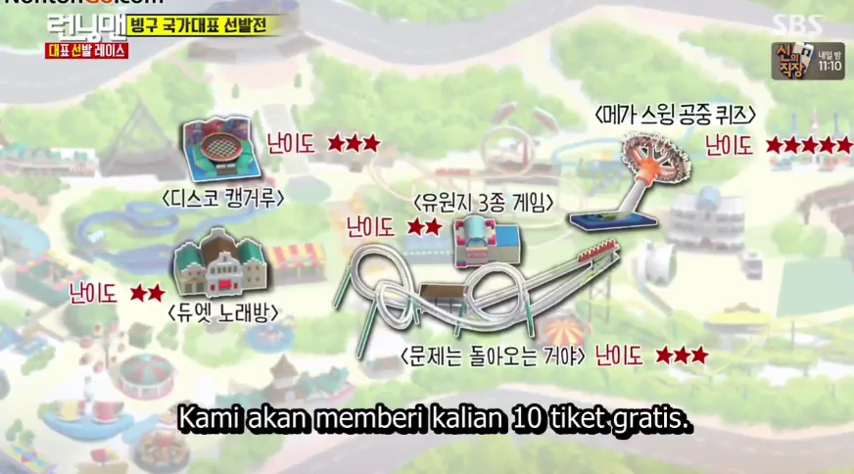 NontonGo.com
런닝맨
빙구 국가대표 선발전
대표 선발 레이스
SBS
신의 직장
내일 밤
11:10
<메가 스윙 공중 퀴즈>
난이도 ★★★★★
난이도 ★★★
<디스코 캥거루>
<유원지 3종 게임>
난이도 ★★
난이도 ★★
<듀엣 노래방>
<문제는 돌아오는 거야> 난이도 ★★★
Kami akan memberi kalian 10 tiket gratis.